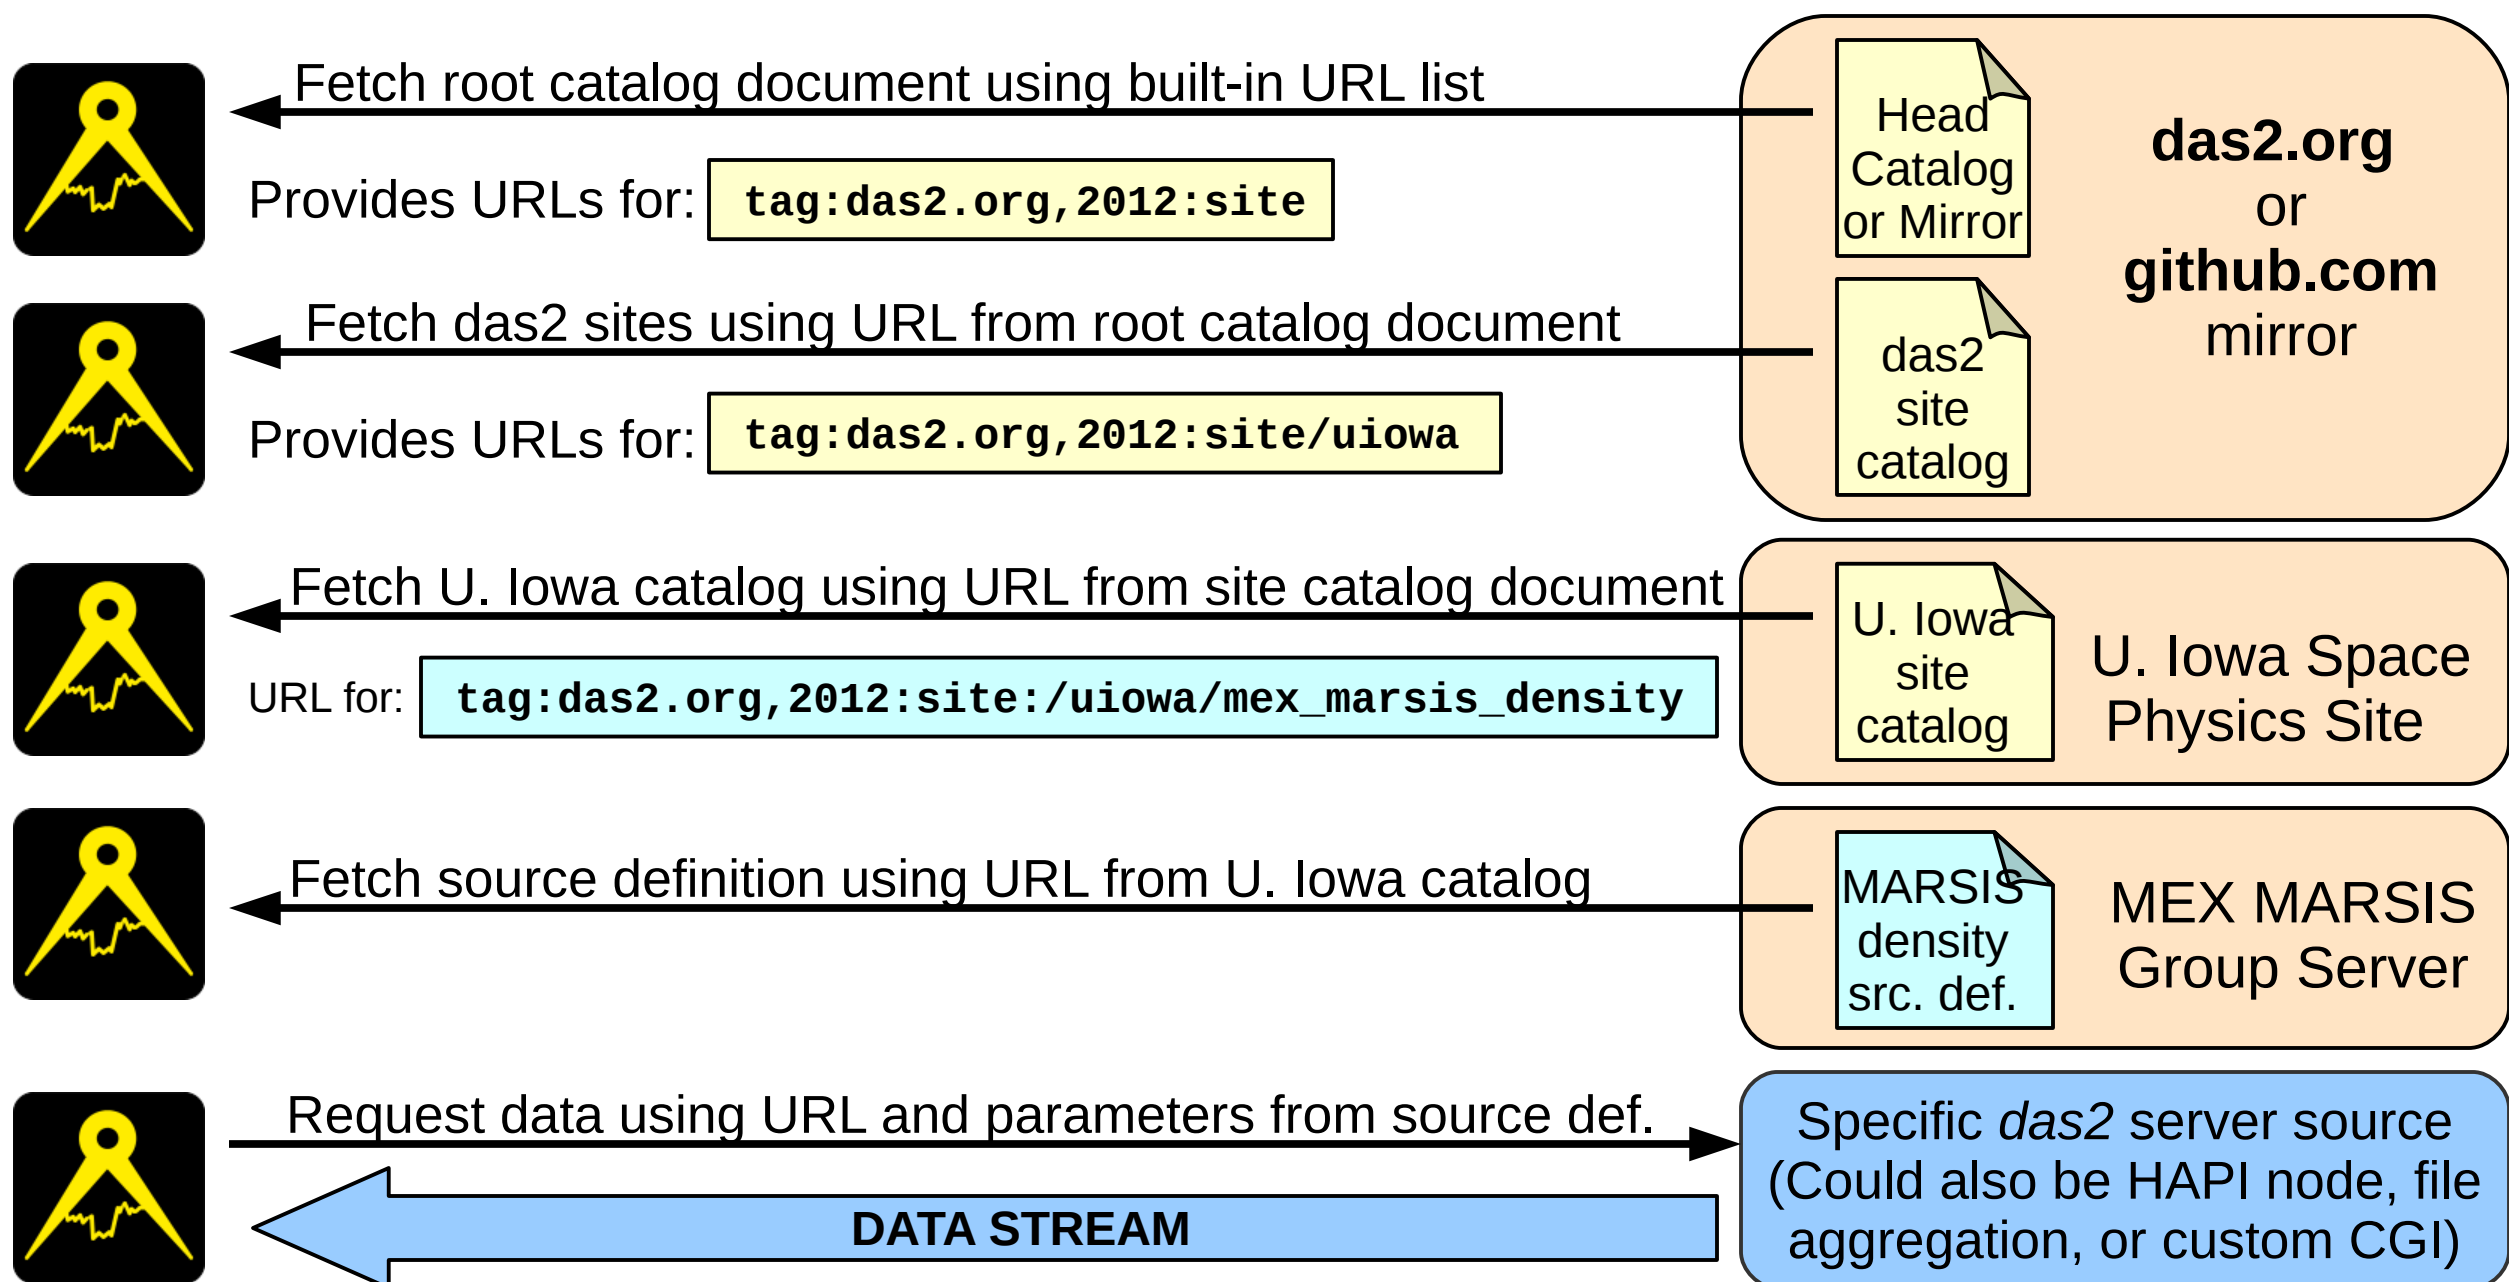 Fetch root catalog document using built-in URL list
Provides URLs for:
tag:das2.org,2012:site
Head
Catalog
or Mirror
das2.org
or
github.com
mirror
Fetch das2 sites using URL from root catalog document
Provides URLs for:
tag:das2.org,2012:site/uiowa
das2
site
catalog
Fetch U. Iowa catalog using URL from site catalog document
URL for:
tag:das2.org,2012:site:/uiowa/mex_marsis_density
U. Iowa
site
catalog
U. Iowa Space
Physics Site
Fetch source definition using URL from U. Iowa catalog
MARSIS
density
src. def.
MEX MARSIS
Group Server
Request data using URL and parameters from source def.
DATA STREAM
Specific das2 server source
(Could also be HAPI node, file
aggregation, or custom CGI)